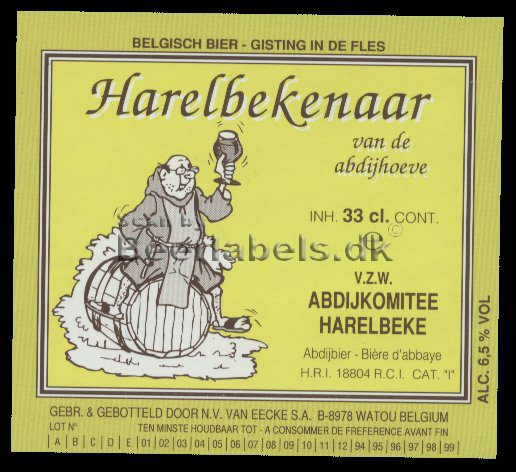 BELGISCH BIER - GISTING IN DE FLES
Harelbekenaar
van de
abdijhoeve
INH. 33 cl. CONT.
e ©
Scan by
Beerlabels.dk
V.Z.W.
ABDIJKOMITEE
HARELBEKE
Abdijbier - Bière d'abbaye
H.R.I. 18804 R.C.I. CAT. "I"
ALC. 6,5 % VOL
GEBR. & GEBOTTELD DOOR N.V. VAN EECKE S.A. B-8978 WATOU BELGIUM
LOT N° TEN MINSTE HOUDBAAR TOT - A CONSOMMER DE FREFERENCE AVANT FIN
| A | B | C | D | E | 01 | 02 | 03 | 04 | 05 | 06 | 07 | 08 | 09 | 10 | 11 | 12 | 94 | 95 | 96 | 97 | 98 | 99 |